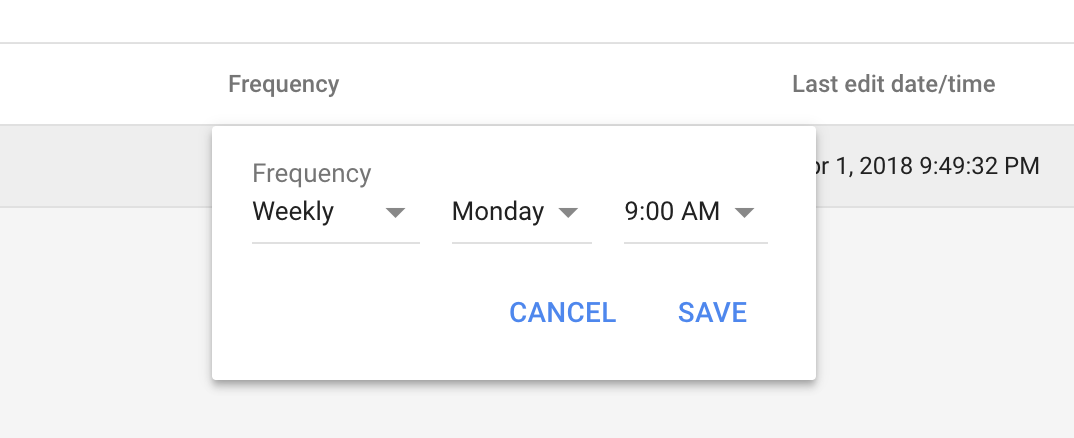 Frequency Last edit date/time
1, 2018 9:49:32 PM
Frequency
Weekly Monday 9:00 AM
CANCEL SAVE